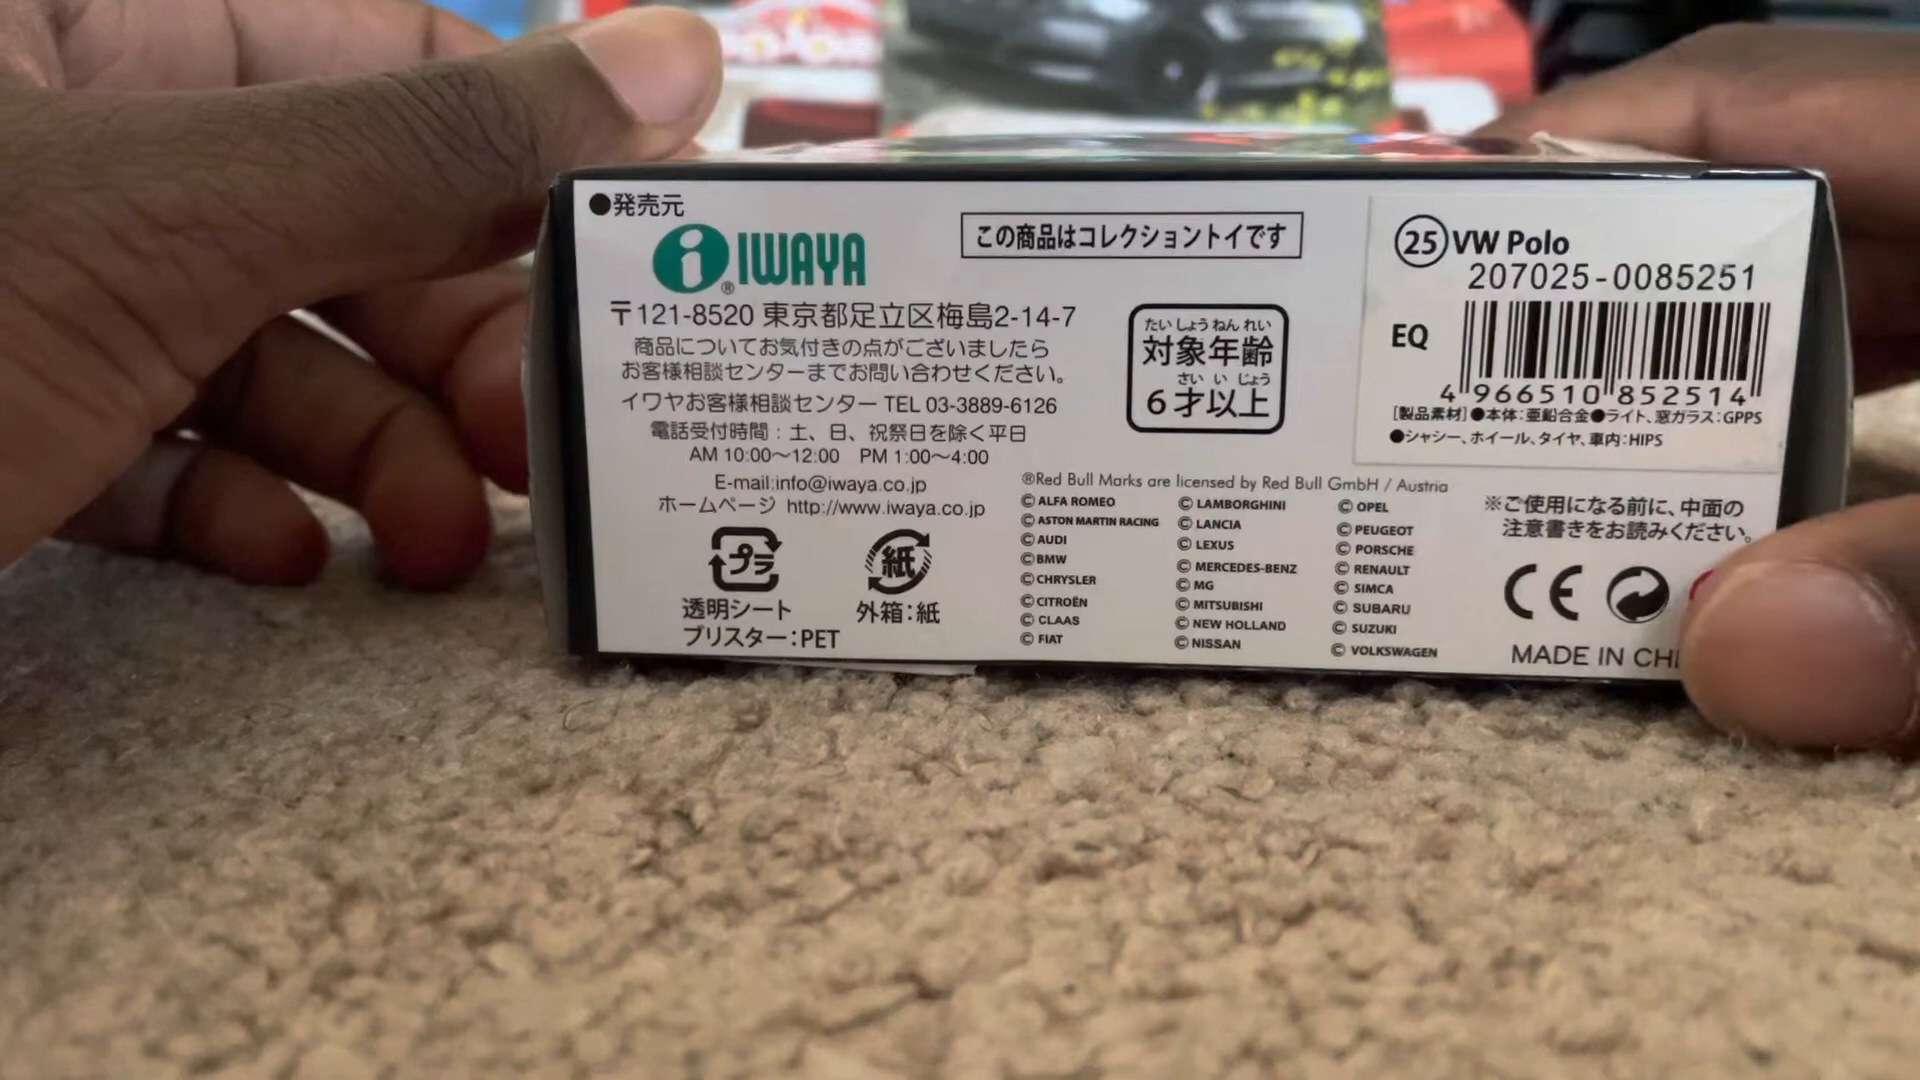 ●発売元
i® IWAYA
〒121-8520 東京都足立区梅島2-14-7
商品についてお気付きの点がございましたら
お客様相談センターまでお問い合わせください。
イワヤお客様相談センター TEL 03-3889-6126
電話受付時間：土、日、祝祭日を除く平日
AM 10:00〜12:00 PM 1:00〜4:00
E-mail:info@iwaya.co.jp
ホームページ http://www.iwaya.co.jp
プラ
透明シート
ブリスター：PET
紙
外箱：紙
この商品はコレクショントイです
たいしょうねんれい
対象年齢
さいいじょう
6才以上
㉕VW Polo
207025-0085251
EQ
4 966510 852514
[製品素材]●本体：亜鉛合金●ライト、窓ガラス：GPPS
●シャシー、ホイール、タイヤ、車内：HIPS
®Red Bull Marks are licensed by Red Bull GmbH / Austria
© ALFA ROMEO
© ASTON MARTIN RACING
© AUDI
© BMW
© CHRYSLER
© CITROËN
© CLAAS
© FIAT
© LAMBORGHINI
© LANCIA
© LEXUS
© MERCEDES-BENZ
© MG
© MITSUBISHI
© NEW HOLLAND
© NISSAN
© OPEL
© PEUGEOT
© PORSCHE
© RENAULT
© SIMCA
© SUBARU
© SUZUKI
© VOLKSWAGEN
※ご使用になる前に、中面の
注意書きをお読みください。
CE
MADE IN CHI